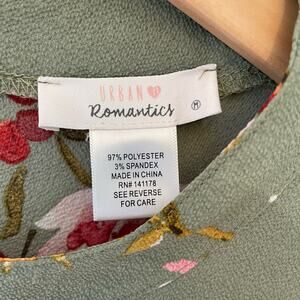 URBAN
Romantics
M
97% POLYESTER
3% SPANDEX
MADE IN CHINA
RN# 141178
SEE REVERSE
FOR CARE